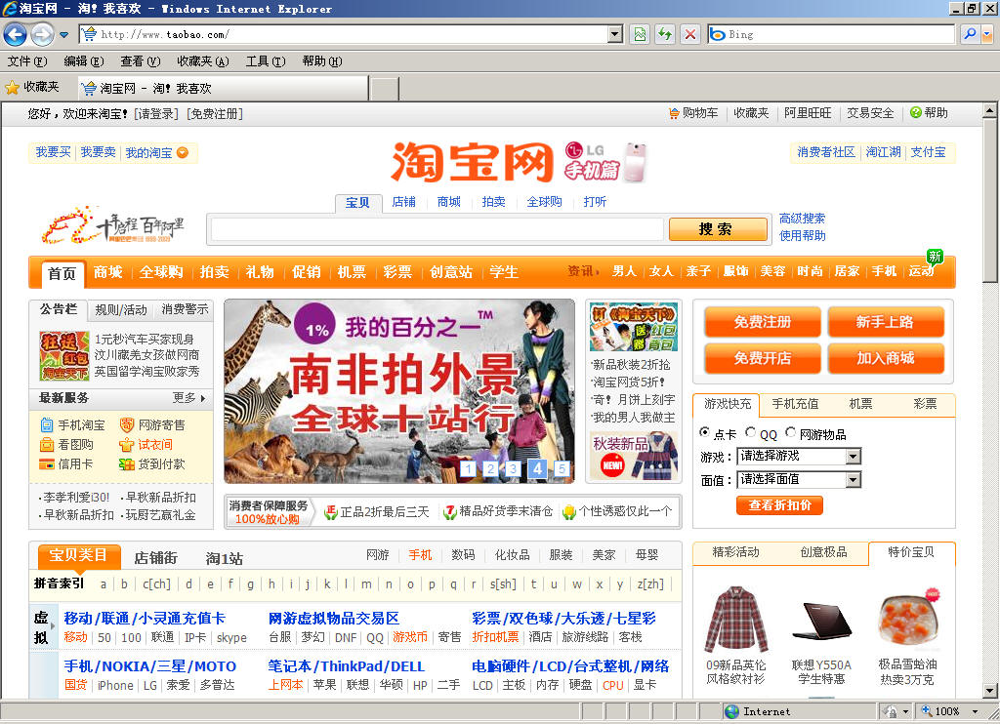 淘宝网 - 淘! 我喜欢 - Windows Internet Explorer
http://www.taobao.com/
Bing
文件(F) 编辑(E) 查看(V) 收藏夹(A) 工具(T) 帮助(H)
收藏夹 淘宝网 - 淘! 我喜欢
您好，欢迎来淘宝! [请登录] [免费注册] 购物车 收藏夹 阿里旺旺 交易安全 帮助
我要买 我要卖 我的淘宝 淘宝网 LG 手机篇 消费者社区 淘江湖 支付宝
宝贝 店铺 商城 拍卖 全球购 打听
十年启程 百年阿里
搜 索
高级搜索
使用帮助
首页 商城 全球购 拍卖 礼物 促销 机票 彩票 创意站 学生 资讯 男人 女人 亲子 服饰 美容 时尚 居家 手机 运动 新
公告栏 规则/活动 消费警示
狂送 红包 淘宝天下
1元秒汽车买家现身
汶川藏羌女孩做网商
英国留学淘宝败家秀
最新服务 更多
手机淘宝 网游寄售
看图购 试衣间
信用卡 货到付款
·李孝利爱i30! ·早秋新品折扣
·早秋新品折扣 ·玩厨艺赢礼金
1% 我的百分之一™
南非拍外景
全球十站行
1 2 3 4 5
订《淘宝天下》
送红包
·新品秋装2折抢
·淘宝网货5折!
·奇! 月饼上刻字
·我的男人我做主
秋装新品
NEW!
消费者保障服务
100%放心购
正品2折最后三天 精品好货季末清仓 个性诱惑仅此一个
免费注册 新手上路
免费开店 加入商城
游戏快充 手机充值 机票 彩票
点卡 QQ 网游物品
游戏: 请选择游戏
面值: 请选择面值
查看折扣价
宝贝类目 店铺街 淘1站 网游 手机 数码 化妆品 服装 美家 母婴
拼音索引 a b c[ch] d e f g h i j k l m n o p q r s[sh] t u w x y z[zh]
虚拟
移动/联通/小灵通充值卡 网游虚拟物品交易区 彩票/双色球/大乐透/七星彩
移动 50 100 联通 IP卡 skype 台服 梦幻 DNF QQ 游戏币 寄售 折扣机票 酒店 旅游线路 客栈
手机/NOKIA/三星/MOTO 笔记本/ThinkPad/DELL 电脑硬件/LCD/台式整机/网络
国货 iPhone LG 索爱 多普达 上网本 苹果 联想 华硕 HP 二手 LCD 主板 内存 硬盘 CPU 显卡
精彩活动 创意极品 特价宝贝
09新品英伦
风格纹衬衫
联想Y550A
学生特惠
极品雪蛤油
热卖3万克
Internet 100%